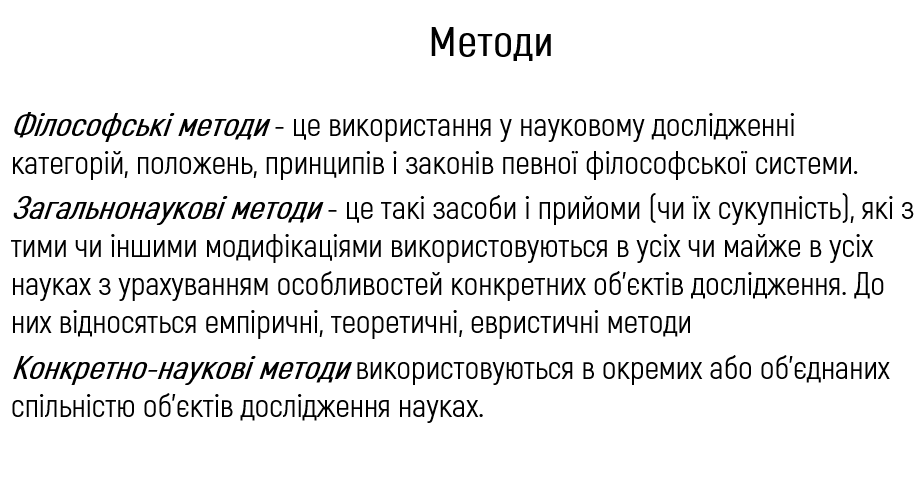 Методи
Філософські методи - це використання у науковому дослідженні
категорій, положень, принципів і законів певної філософської системи.
Загальнонаукові методи - це такі засоби і прийоми (чи їх сукупність), які з
тими чи іншими модифікаціями використовуються в усіх чи майже в усіх
науках з урахуванням особливостей конкретних об'єктів дослідження. До
них відносяться емпіричні, теоретичні, евристичні методи
Конкретно-наукові методи використовуються в окремих або об'єднаних
спільністю об'єктів дослідження науках.